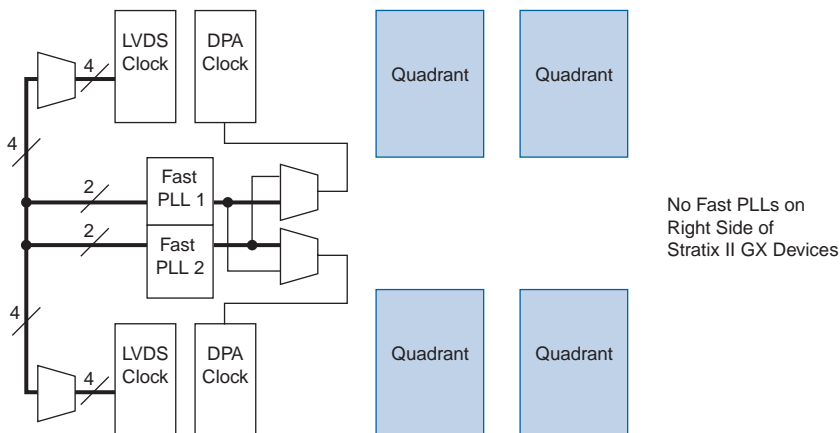 LVDS
Clock
DPA
Clock
4
4
Quadrant
Quadrant
2
Fast
PLL 1
2
Fast
PLL 2
No Fast PLLs on
Right Side of
Stratix II GX Devices
4
4
LVDS
Clock
DPA
Clock
Quadrant
Quadrant